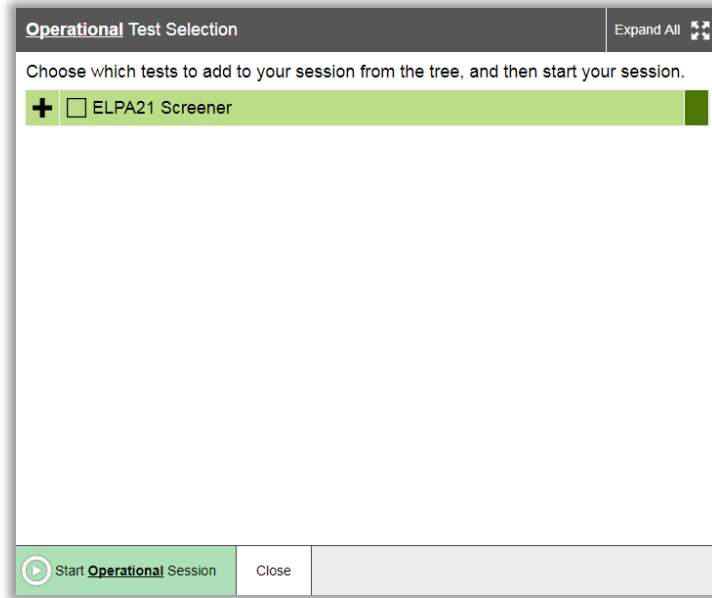 Operational Test Selection
Expand All
Choose which tests to add to your session from the tree, and then start your session.
ELPA21 Screener
Start Operational Session
Close